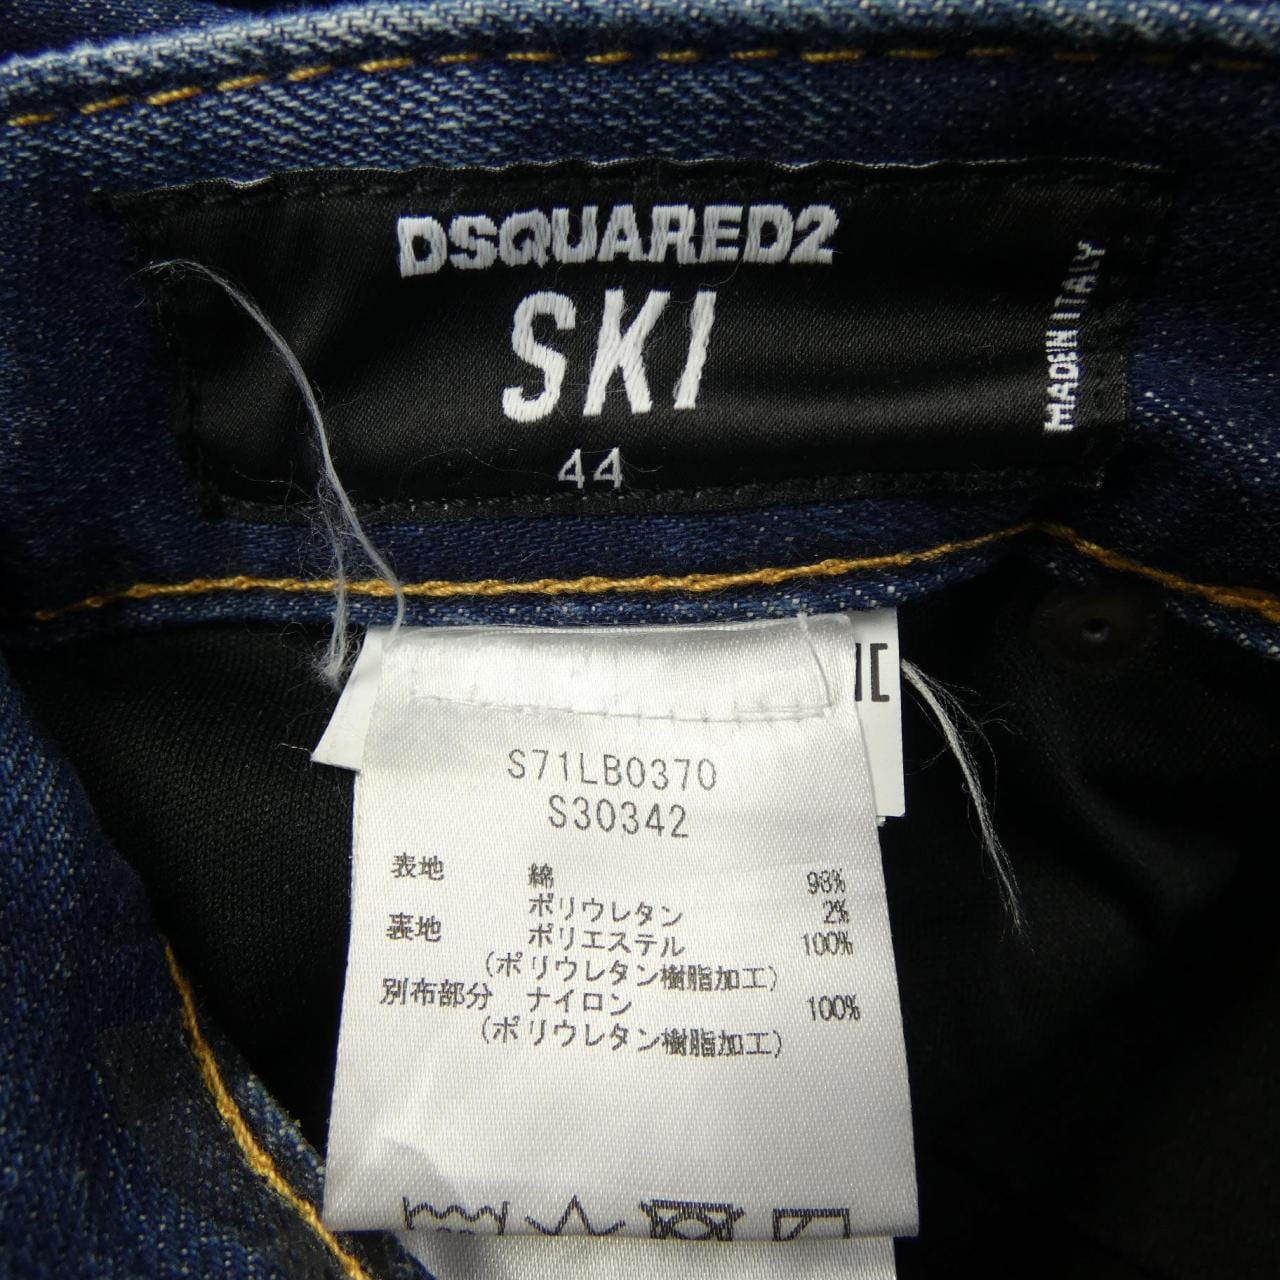 DSQUARED2
SKI
44
MADE IN ITALY
S71LB0370
S30342
表地 綿 98%
ポリウレタン 2%
裏地 ポリエステル 100%
(ポリウレタン樹脂加工)
別布部分 ナイロン 100%
(ポリウレタン樹脂加工)